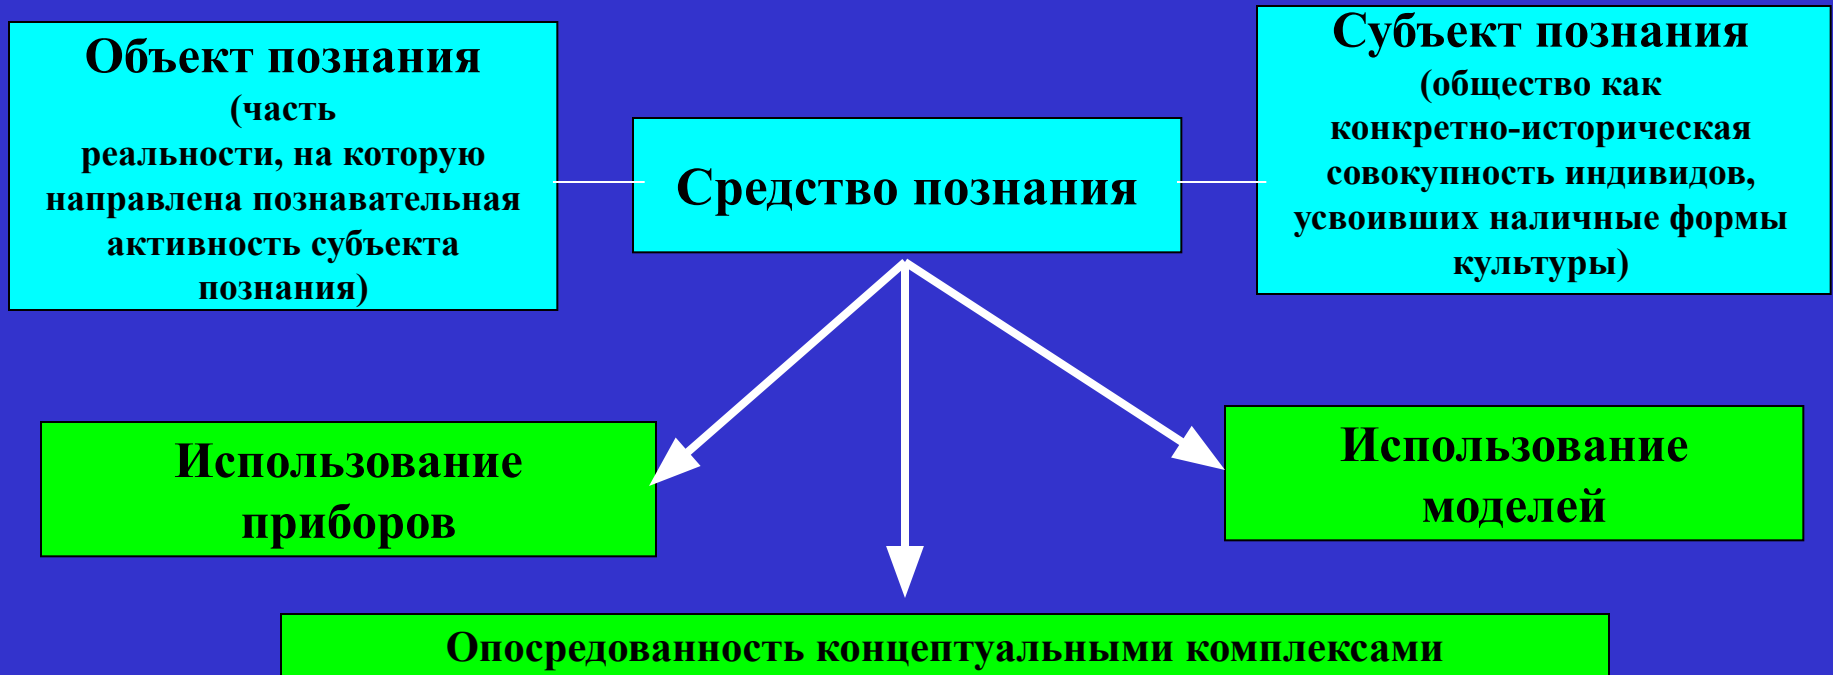 Объект познания
(часть
реальности, на которую
направлена познавательная
активность субъекта
познания)
Средство познания
Субъект познания
(общество как
конкретно-историческая
совокупность индивидов,
усвоивших наличные формы
культуры)
Использование
приборов
Использование
моделей
Опосредованность концептуальными комплексами